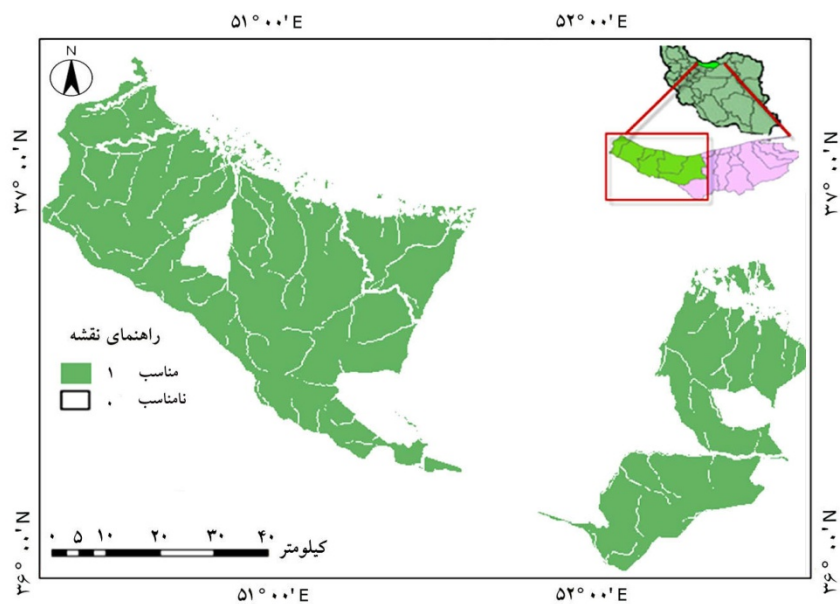 ۵۱° ۰۰'E
۵۲° ۰۰'E
N
۳۷° ۰۰'N
۳۷° ۰۰'N
راهنمای نقشه
مناسب ۱
نامناسب ۰
۳۶° ۰۰'N
۳۶° ۰۰'N
۰ ۵ ۱۰ ۲۰ ۳۰ ۴۰ کیلومتر
۵۱° ۰۰'E
۵۲° ۰۰'E